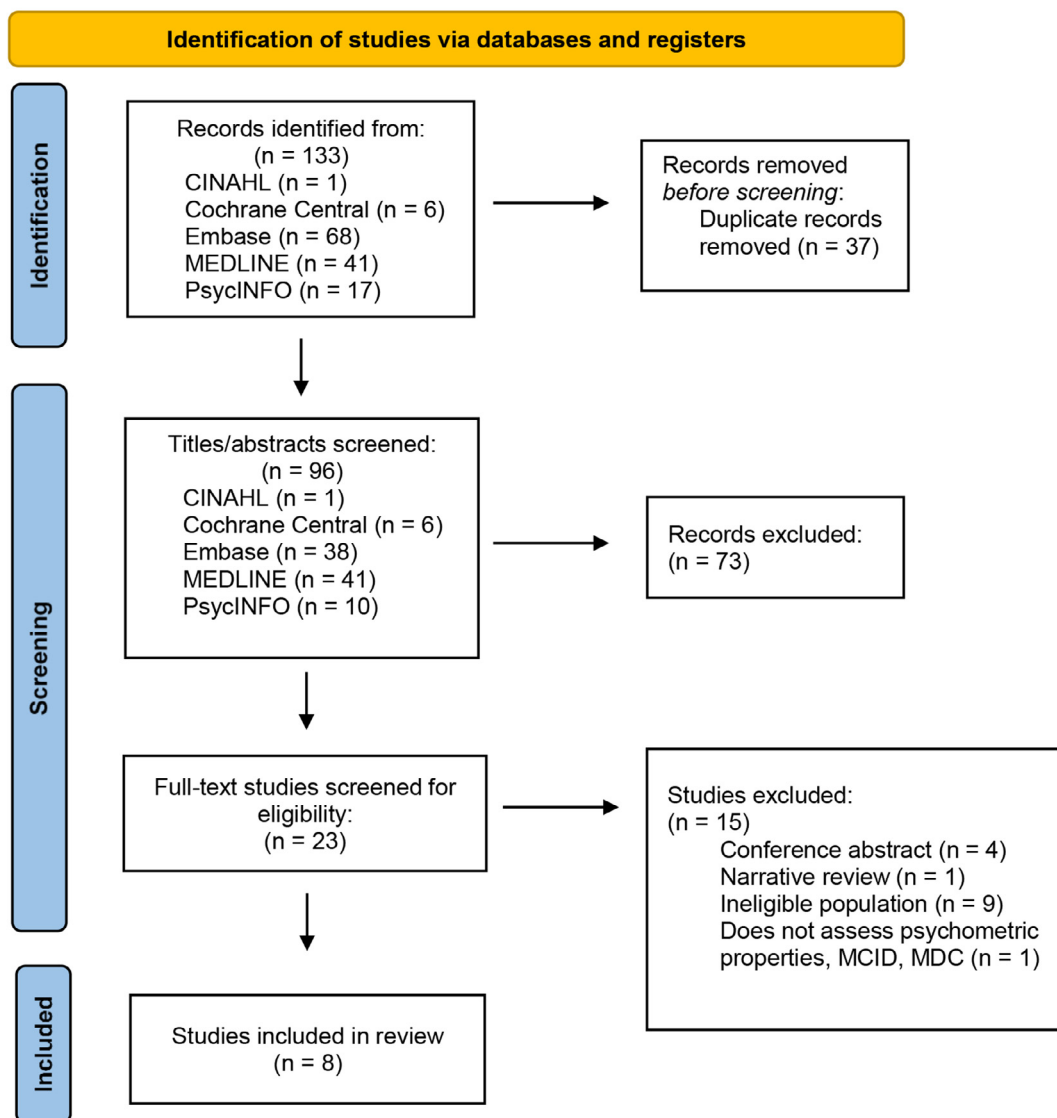 Identification of studies via databases and registers
Identification
Records identified from:
(n = 133)
CINAHL (n = 1)
Cochrane Central (n = 6)
Embase (n = 68)
MEDLINE (n = 41)
PsycINFO (n = 17)
Records removed
before screening:
Duplicate records
removed (n = 37)
Screening
Titles/abstracts screened:
(n = 96)
CINAHL (n = 1)
Cochrane Central (n = 6)
Embase (n = 38)
MEDLINE (n = 41)
PsycINFO (n = 10)
Records excluded:
(n = 73)
Full-text studies screened for
eligibility:
(n = 23)
Studies excluded:
(n = 15)
Conference abstract (n = 4)
Narrative review (n = 1)
Ineligible population (n = 9)
Does not assess psychometric
properties, MCID, MDC (n = 1)
Included
Studies included in review
(n = 8)